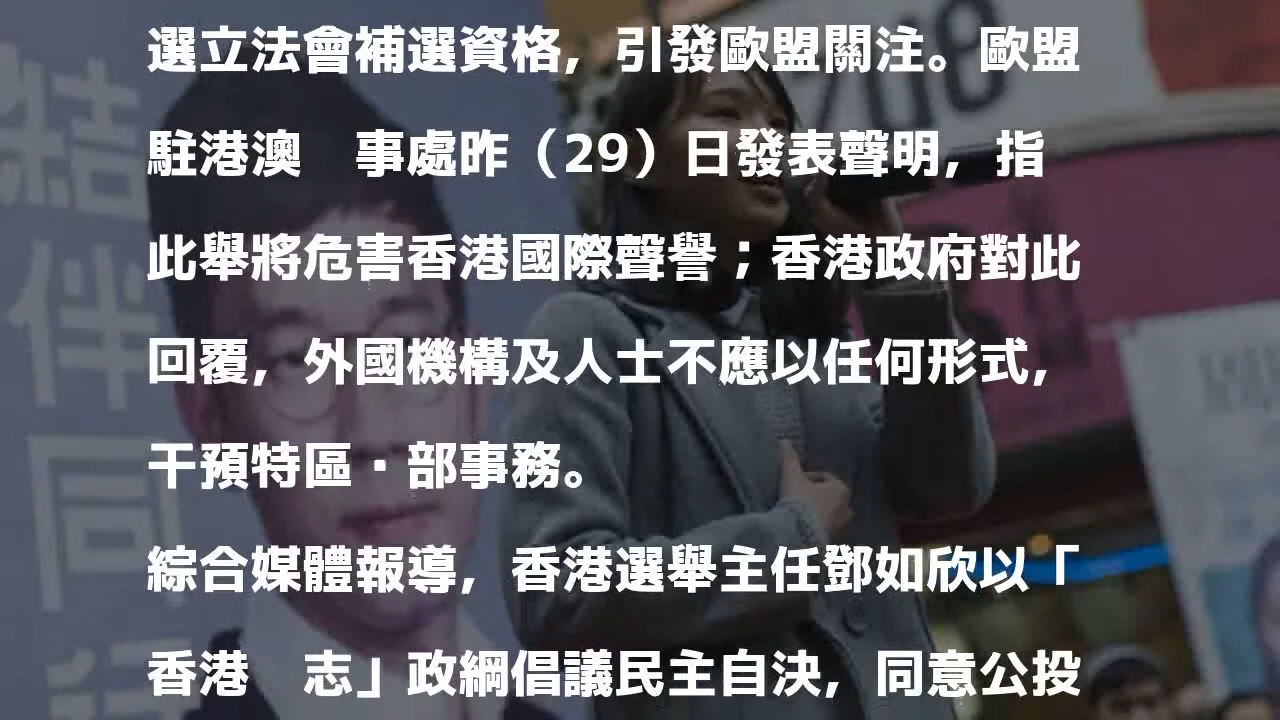 選立法會補選資格，引發歐盟關注。歐盟
駐港澳 事處昨（29）日發表聲明，指
此舉將危害香港國際聲譽；香港政府對此
回覆，外國機構及人士不應以任何形式，
干預特區·部事務。
綜合媒體報導，香港選舉主任鄧如欣以「
香港 志」政綱倡議民主自決，同意公投
結伴同行
208